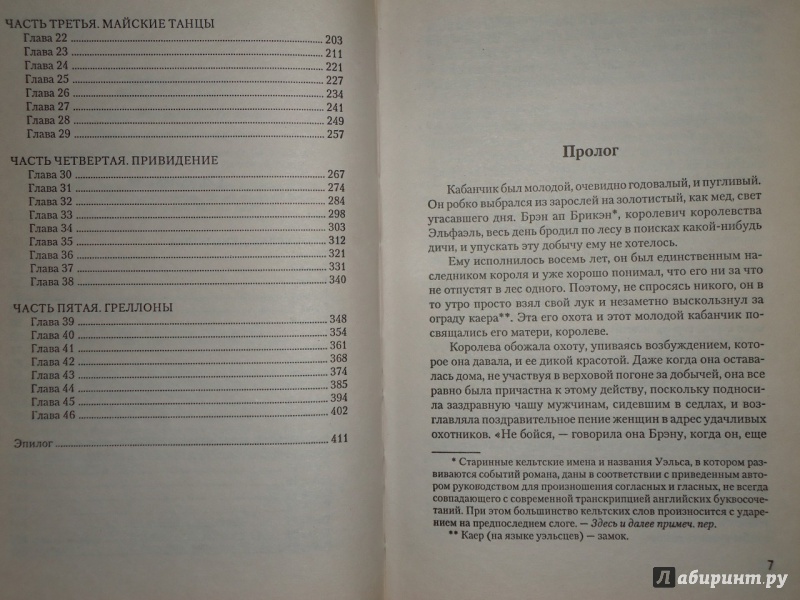 ЧАСТЬ ТРЕТЬЯ. МАЙСКИЕ ТАНЦЫ
Глава 22 ........ 203
Глава 23 ........ 211
Глава 24 ........ 221
Глава 25 ........ 227
Глава 26 ........ 234
Глава 27 ........ 241
Глава 28 ........ 249
Глава 29 ........ 257
ЧАСТЬ ЧЕТВЕРТАЯ. ПРИВИДЕНИЕ
Глава 30 ........ 267
Глава 31 ........ 274
Глава 32 ........ 284
Глава 33 ........ 298
Глава 34 ........ 303
Глава 35 ........ 312
Глава 36 ........ 321
Глава 37 ........ 331
Глава 38 ........ 340
ЧАСТЬ ПЯТАЯ. ГРЕЛЛОНЫ
Глава 39 ........ 348
Глава 40 ........ 354
Глава 41 ........ 361
Глава 42 ........ 368
Глава 43 ........ 374
Глава 44 ........ 385
Глава 45 ........ 394
Глава 46 ........ 402
Эпилог ........ 411
Пролог
Кабанчик был молодой, очевидно годовалый, и пугливый.
Он робко выбрался из зарослей на золотистый, как мед, свет
угасавшего дня. Брэн ап Брикэн*, королевич королевства
Эльфаэль, весь день бродил по лесу в поисках какой-нибудь
дичи, и упускать эту добычу ему не хотелось.
Ему исполнилось восемь лет, он был единственным на-
следником короля и уже хорошо понимал, что его ни за что
не отпустят в лес одного. Поэтому, не спросясь никого, он в
то утро просто взял свой лук и незаметно выскользнул за
ограду каера**. Эта его охота и этот молодой кабанчик по-
свящались его матери, королеве.
Королева обожала охоту, упиваясь возбуждением, кото-
рое она давала, и ее дикой красотой. Даже когда она остава-
лась дома, не участвуя в верховой погоне за добычей, она все
равно была причастна к этому действу, поскольку подноси-
ла заздравную чашу мужчинам, сидевшим в седлах, и воз-
главляла поздравительное пение женщин в адрес удачливых
охотников. «Не бойся, — говорила она Брэну, когда он, еще
* Старинные кельтские имена и названия Уэльса, в котором раз-
виваются событий романа, даны в соответствии с приведенным авто-
ром руководством для произношения согласных и гласных, не всегда
совпадающего с современной транскрипцией английских буквосоче-
таний. При этом большинство кельтских слов произносится с ударе-
нием на предпоследнем слоге. — Здесь и далее примеч. пер.
** Каер (на языке уэльсцев) — замок.
7
Лабиринт.ру